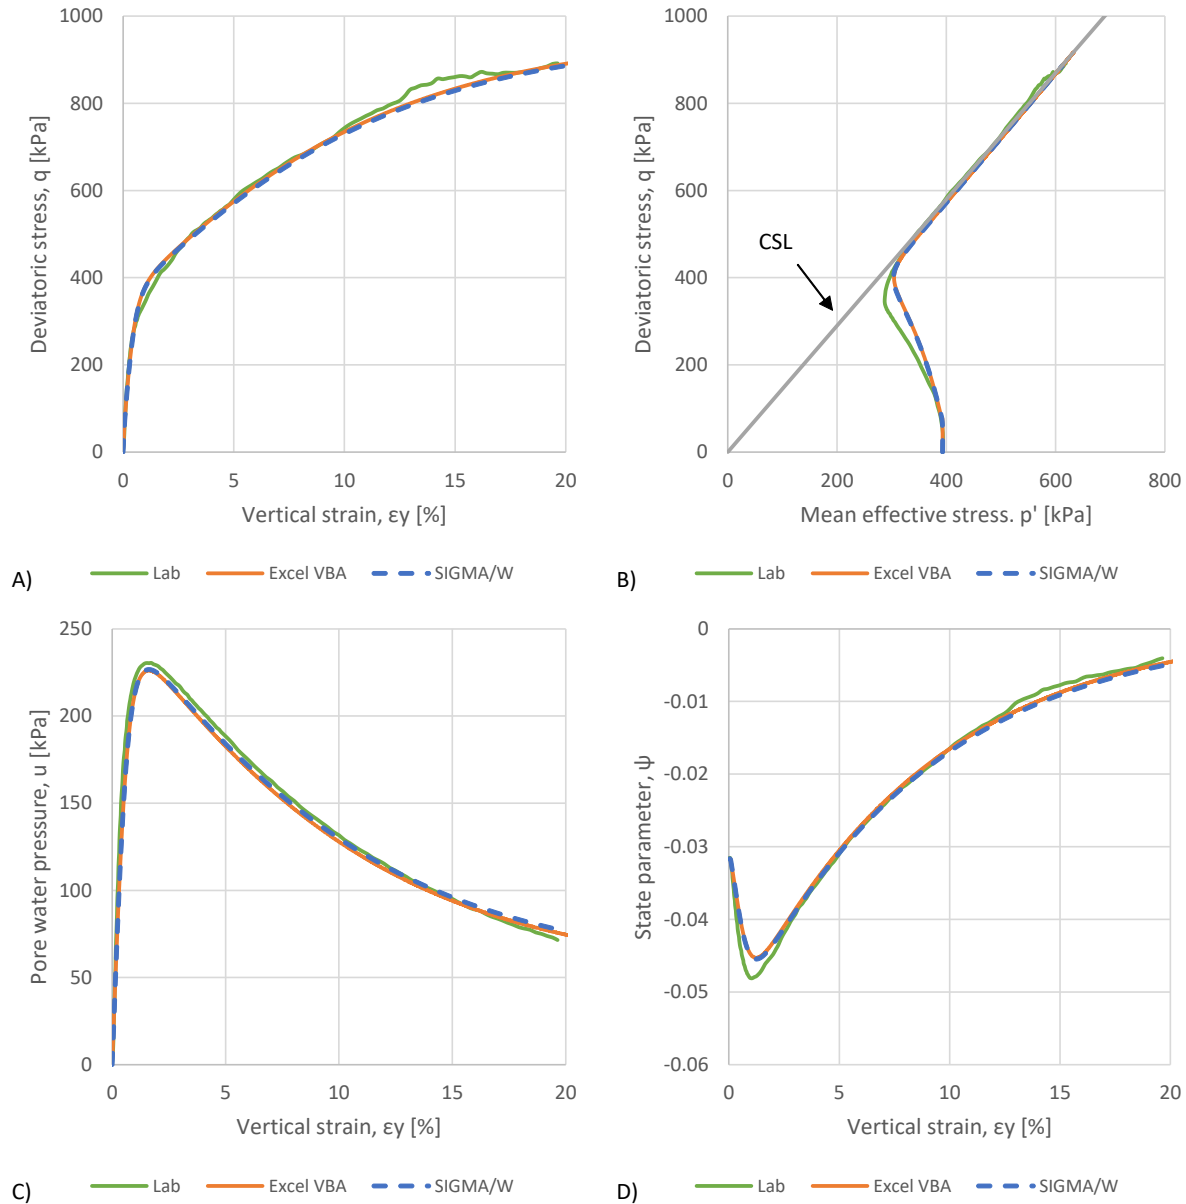 1000
800
600
400
200
0
0 5 10 15 20
Deviatoric stress, q [kPa]
Vertical strain, εy [%]
A)
Lab Excel VBA SIGMA/W
1000
800
600
400
200
0
0 200 400 600 800
Deviatoric stress, q [kPa]
CSL
Mean effective stress. p' [kPa]
B)
Lab Excel VBA SIGMA/W
250
200
150
100
50
0
0 5 10 15 20
Pore water pressure, u [kPa]
Vertical strain, εy [%]
C)
Lab Excel VBA SIGMA/W
0
-0.01
-0.02
-0.03
-0.04
-0.05
-0.06
0 5 10 15 20
State parameter, ψ
Vertical strain, εy [%]
D)
Lab Excel VBA SIGMA/W